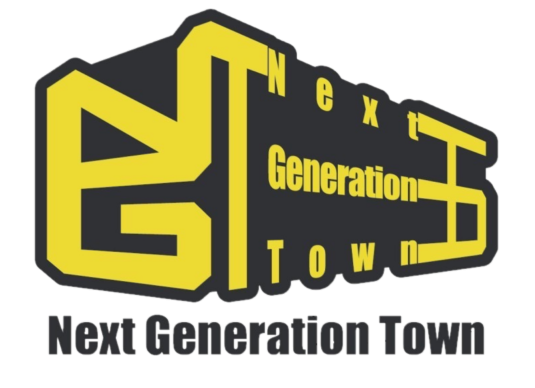 Next
Generation
Town
Next Generation Town